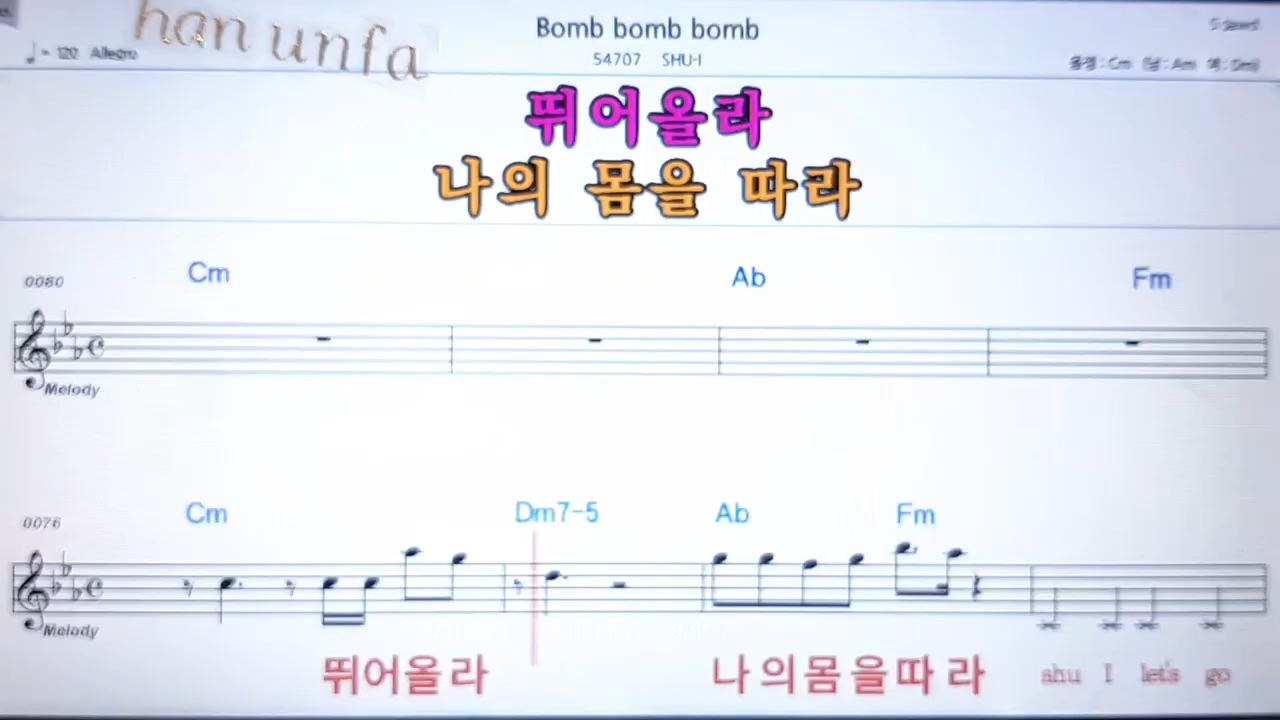 han unfa
Bomb bomb bomb
♩ = 120 Allegro
54707 SHU-I
뛰어올라
나의 몸을 따라
0080 Cm Ab Fm
Melody
0076 Cm Dm7-5 Ab Fm
Melody
뛰어올라 나의몸을따라 shu I let's go